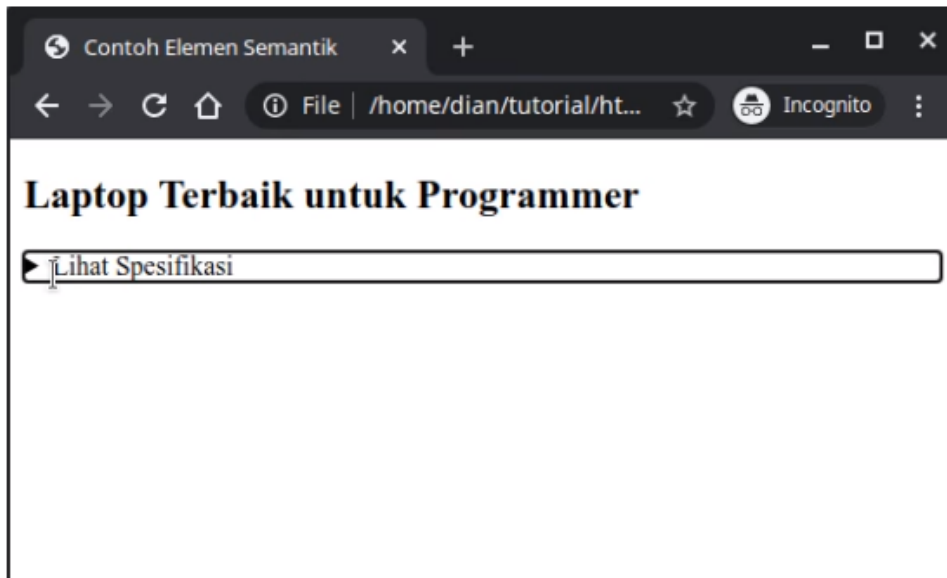 Contoh Elemen Semantik
File /home/dian/tutorial/ht... Incognito
Laptop Terbaik untuk Programmer
Lihat Spesifikasi